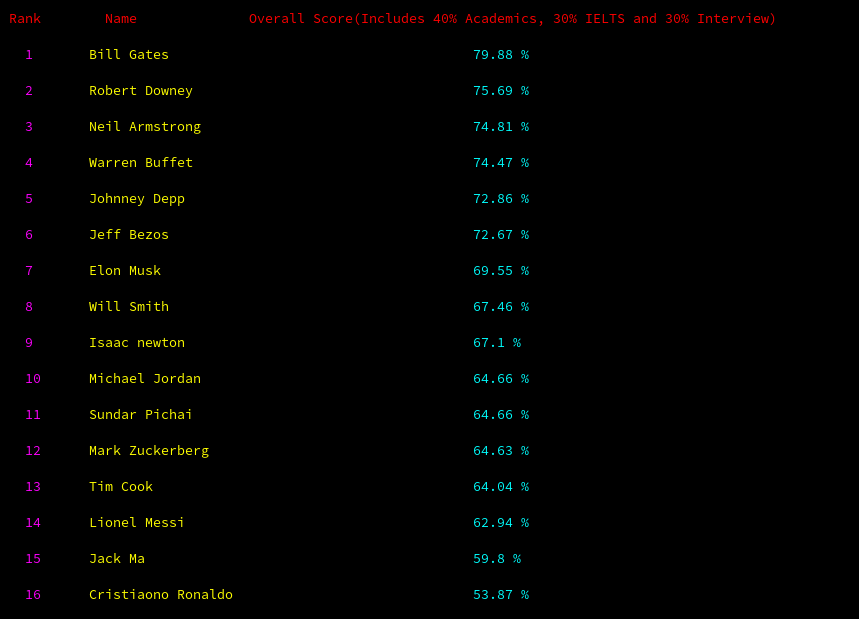 Rank Name Overall Score(Includes 40% Academics, 30% IELTS and 30% Interview)
1 Bill Gates 79.88 %
2 Robert Downey 75.69 %
3 Neil Armstrong 74.81 %
4 Warren Buffet 74.47 %
5 Johnney Depp 72.86 %
6 Jeff Bezos 72.67 %
7 Elon Musk 69.55 %
8 Will Smith 67.46 %
9 Isaac newton 67.1 %
10 Michael Jordan 64.66 %
11 Sundar Pichai 64.66 %
12 Mark Zuckerberg 64.63 %
13 Tim Cook 64.04 %
14 Lionel Messi 62.94 %
15 Jack Ma 59.8 %
16 Cristiaono Ronaldo 53.87 %